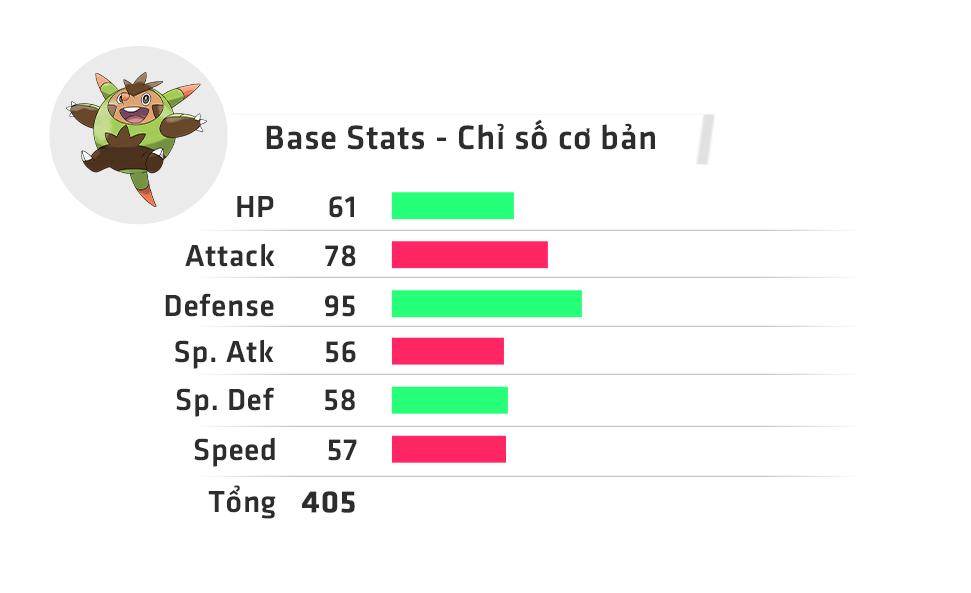 Base Stats - Chỉ số cơ bản
HP 61
Attack 78
Defense 95
Sp. Atk 56
Sp. Def 58
Speed 57
Tổng 405